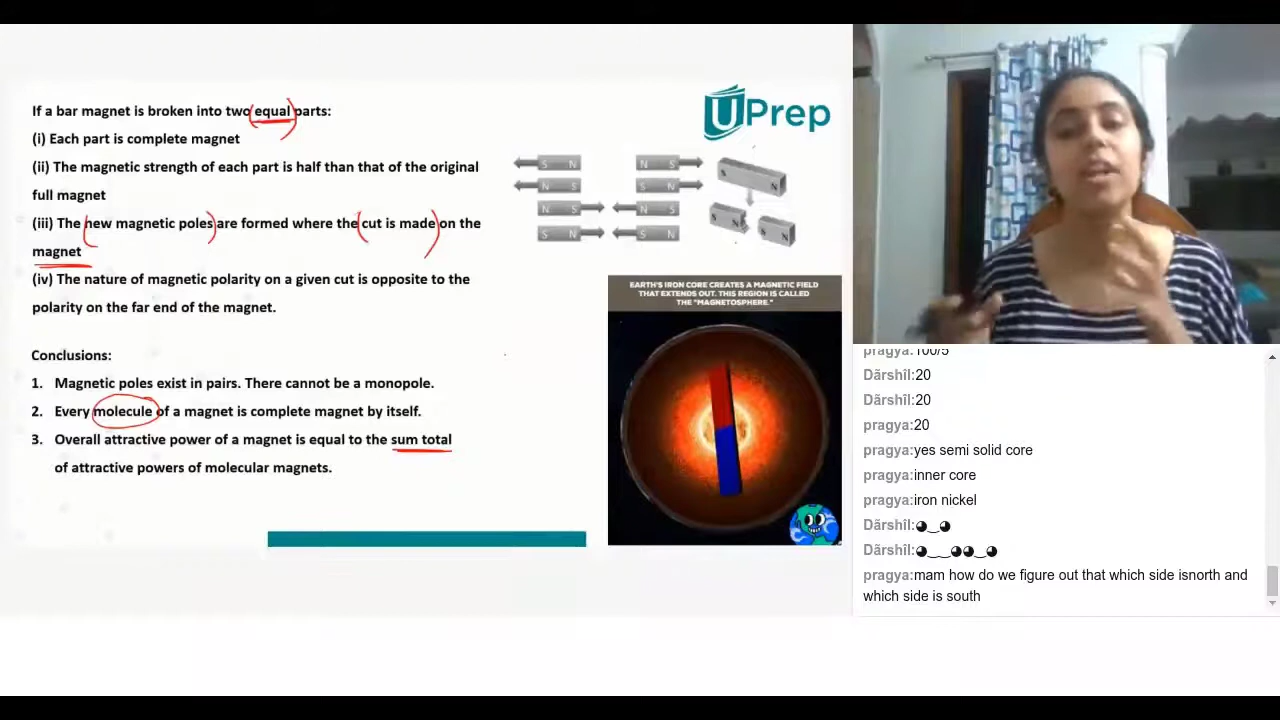 If a bar magnet is broken into two equal parts:
(i) Each part is complete magnet
(ii) The magnetic strength of each part is half than that of the original
full magnet
(iii) The new magnetic poles are formed where the cut is made on the
magnet
(iv) The nature of magnetic polarity on a given cut is opposite to the
polarity on the far end of the magnet.
Conclusions:
1. Magnetic poles exist in pairs. There cannot be a monopole.
2. Every molecule of a magnet is complete magnet by itself.
3. Overall attractive power of a magnet is equal to the sum total
of attractive powers of molecular magnets.
UPrep
S N N S
N S S N
N S N S
S N S N
S N
S N S N
EARTH'S IRON CORE CREATES A MAGNETIC FIELD
THAT EXTENDS OUT. THIS REGION IS CALLED
THE "MAGNETOSPHERE."
pragya:100/5
Dãrshîl:20
Dãrshîl:20
pragya:20
pragya:yes semi solid core
pragya:inner core
pragya:iron nickel
Dãrshîl:◕‿◕
Dãrshîl:◕‿‿◕◕‿◕
pragya:mam how do we figure out that which side isnorth and
which side is south